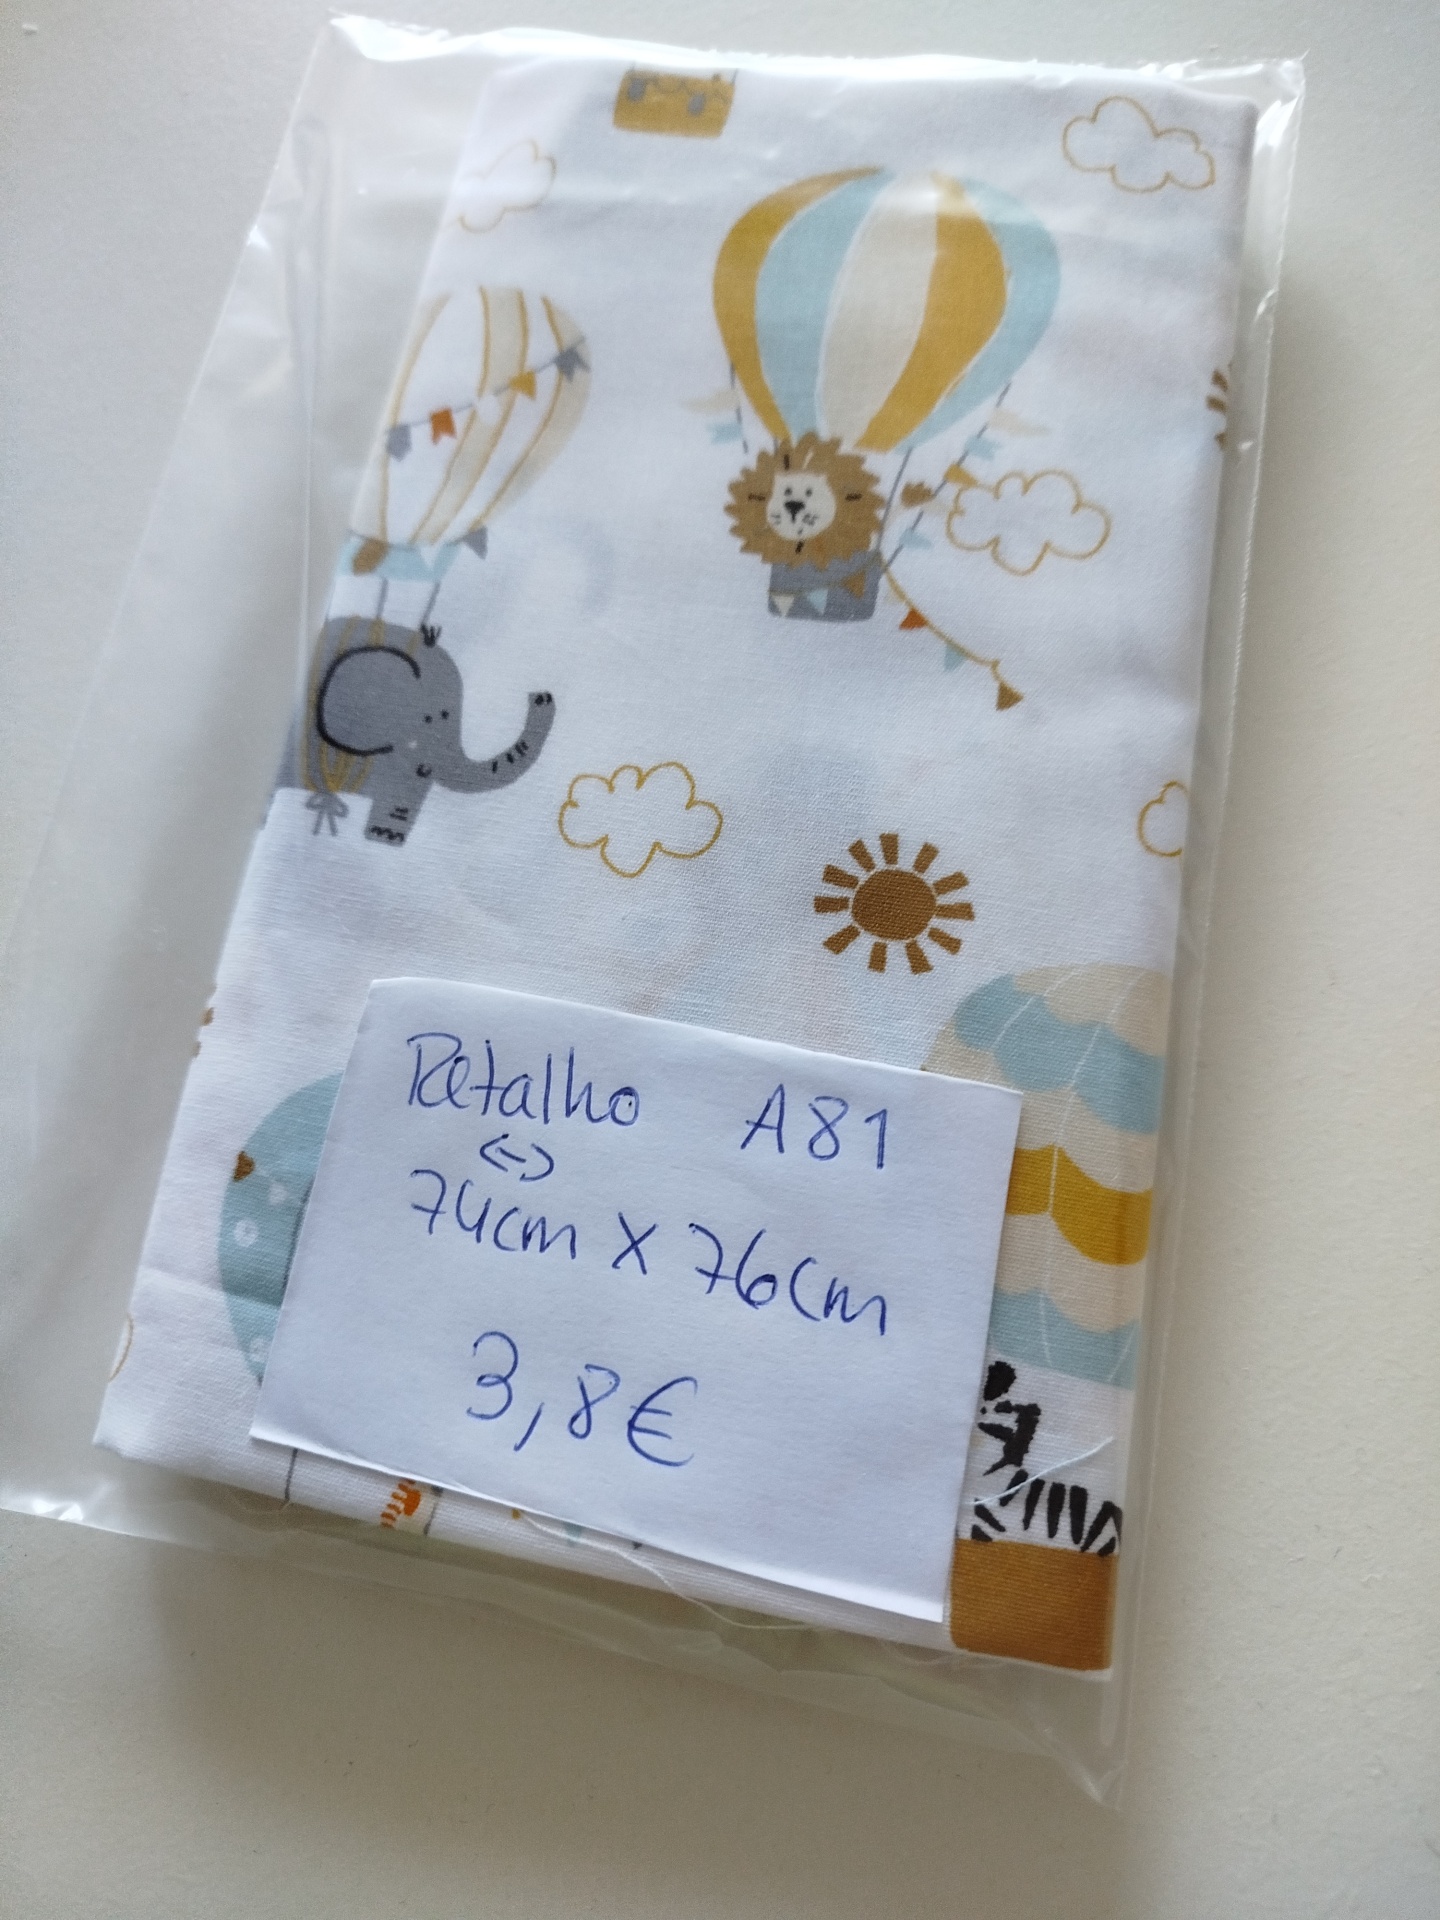 Retalho A81
<->
74cm X 76cm
3,8€